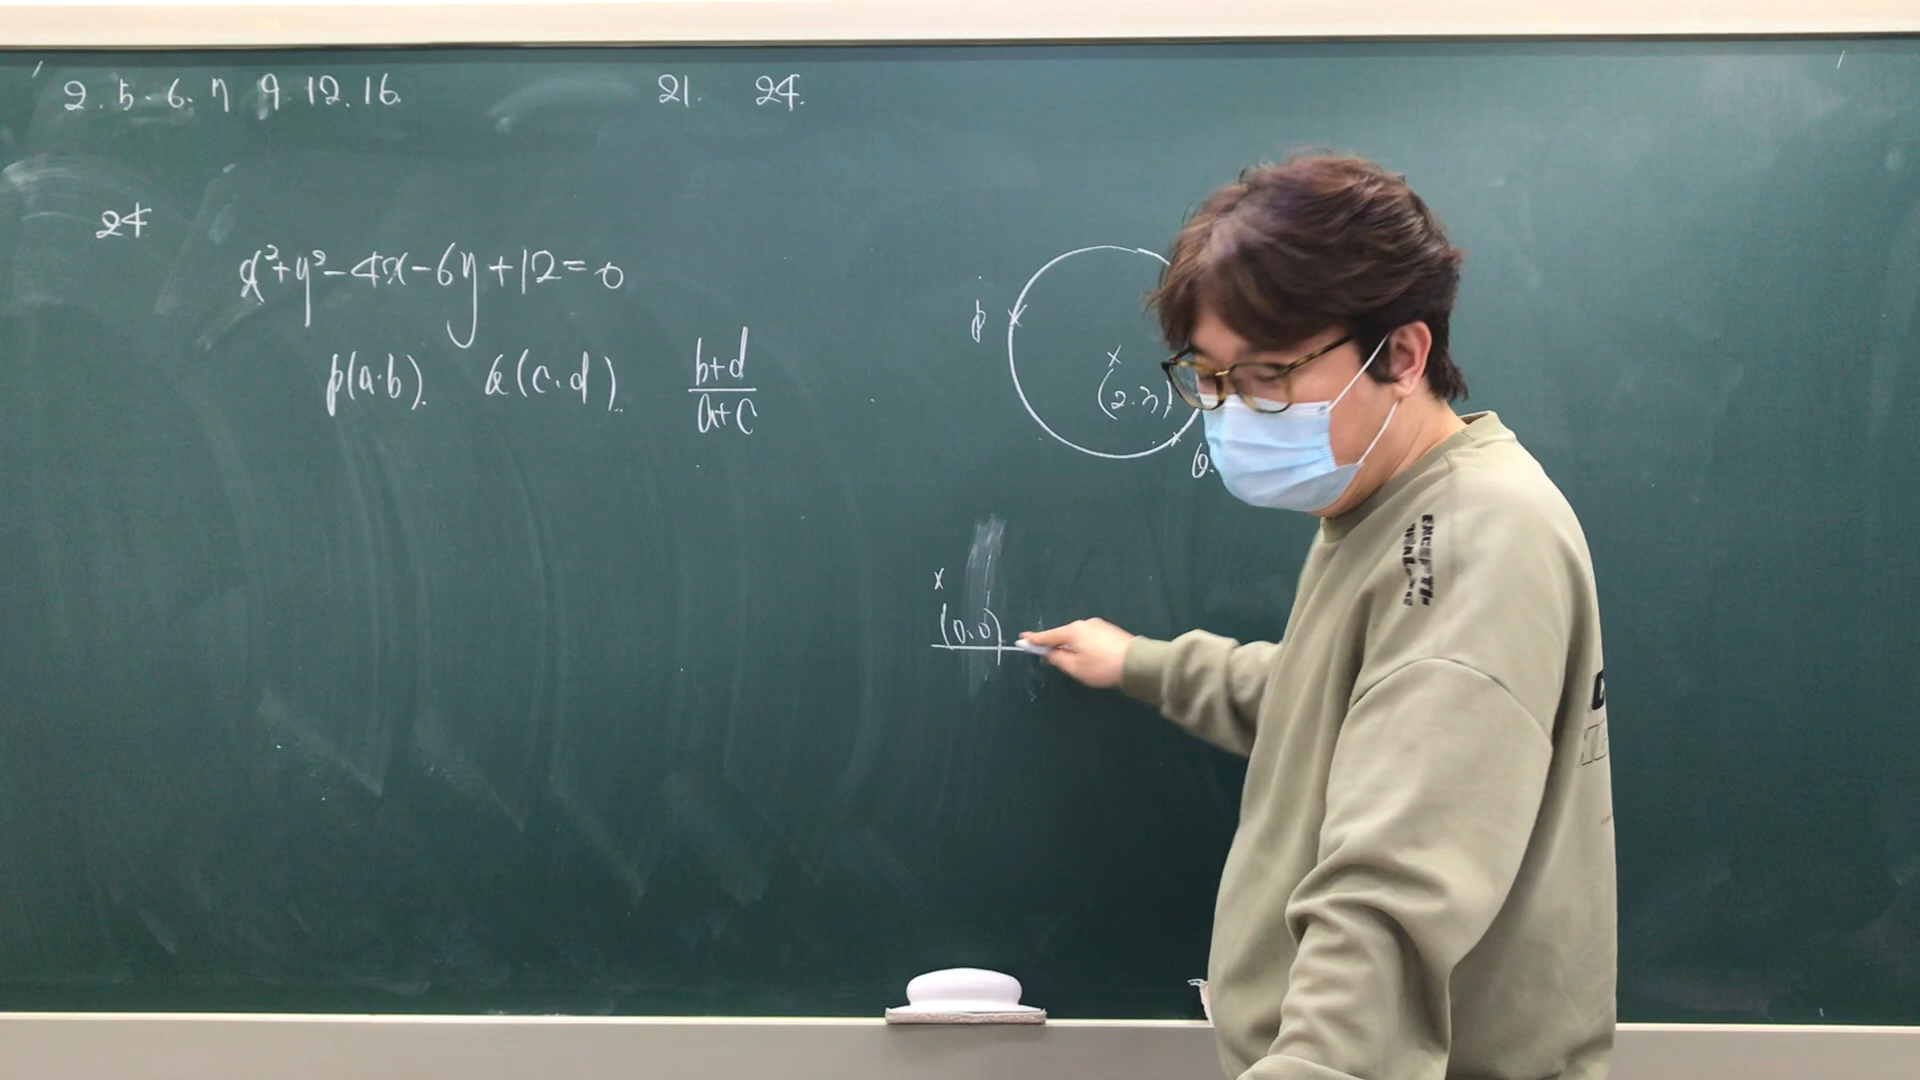 2. 5. 6. 7 9. 12. 16. 21. 24.
24
x²+y²-4x-6y+12=0
P(a.b). Q(c.d). b+d
a+c
P
(2.3)
Q.
(0.0)